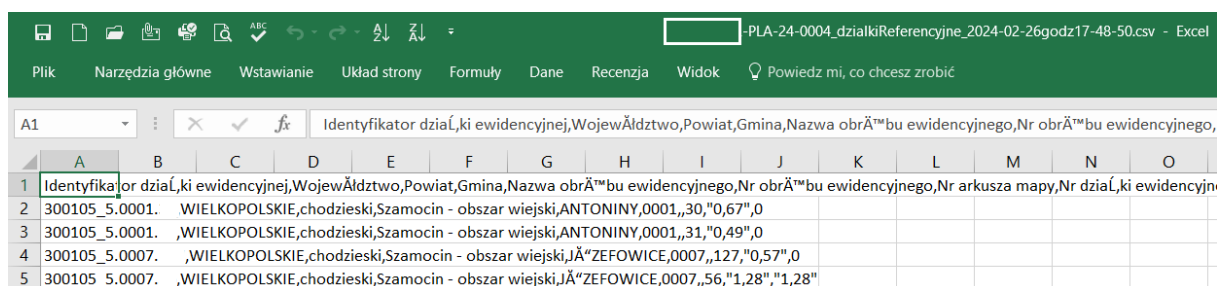 ABC
-PLA-24-0004_dzialkiReferencyjne_2024-02-26godz17-48-50.csv - Excel
Plik Narzędzia główne Wstawianie Układ strony Formuły Dane Recenzja Widok Powiedz mi, co chcesz zrobić
A1 fx Identyfikator dziaĹ‚ki ewidencyjnej,WojewĂłdztwo,Powiat,Gmina,Nazwa obrÄ™bu ewidencyjnego,Nr obrÄ™bu ewidencyjnego,
A B C D E F G H I J K L M N O
1 Identyfikator dziaĹ‚ki ewidencyjnej,WojewĂłdztwo,Powiat,Gmina,Nazwa obrÄ™bu ewidencyjnego,Nr obrÄ™bu ewidencyjnego,Nr arkusza mapy,Nr dziaĹ‚ki ewidencyjne
2 300105_5.0001. ,WIELKOPOLSKIE,chodzieski,Szamocin - obszar wiejski,ANTONINY,0001,,30,"0,67",0
3 300105_5.0001. ,WIELKOPOLSKIE,chodzieski,Szamocin - obszar wiejski,ANTONINY,0001,,31,"0,49",0
4 300105_5.0007. ,WIELKOPOLSKIE,chodzieski,Szamocin - obszar wiejski,JĂ“ZEFOWICE,0007,,127,"0,57",0
5 300105_5.0007. ,WIELKOPOLSKIE,chodzieski,Szamocin - obszar wiejski,JĂ“ZEFOWICE,0007,,56,"1,28","1,28"